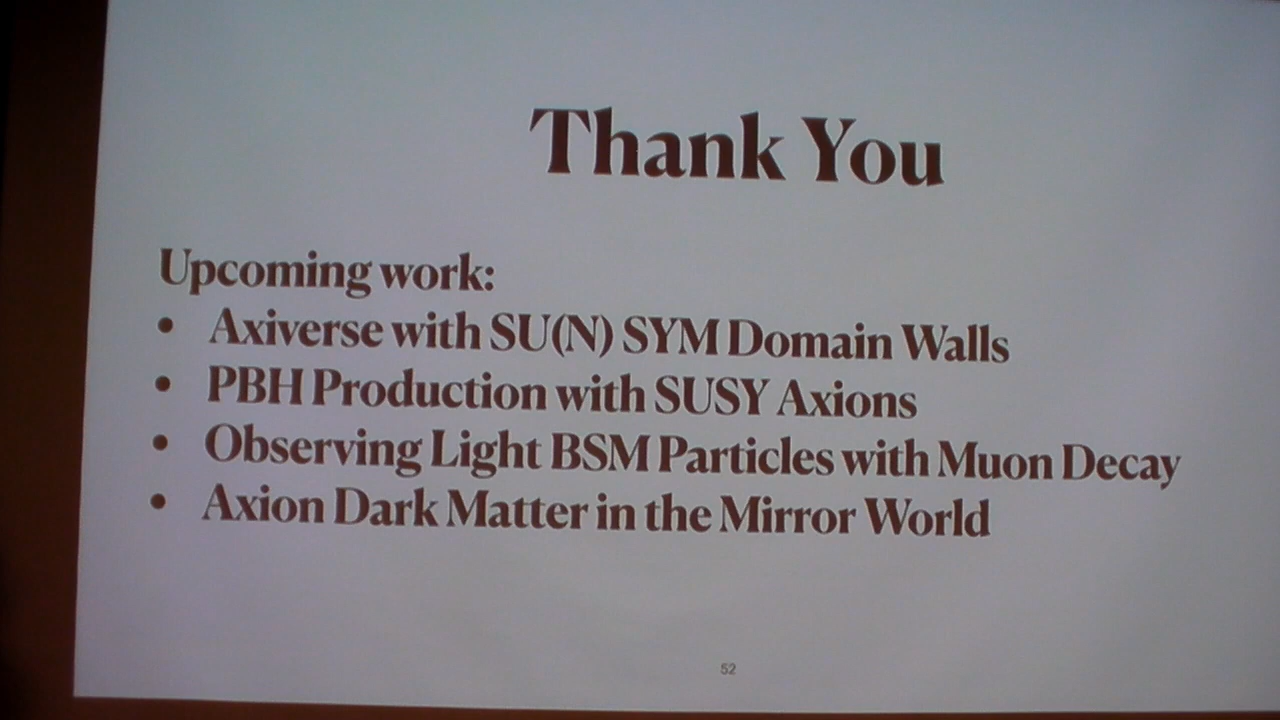 Thank You
Upcoming work:
• Axiverse with SU(N) SYM Domain Walls
• PBH Production with SUSY Axions
• Observing Light BSM Particles with Muon Decay
• Axion Dark Matter in the Mirror World
52